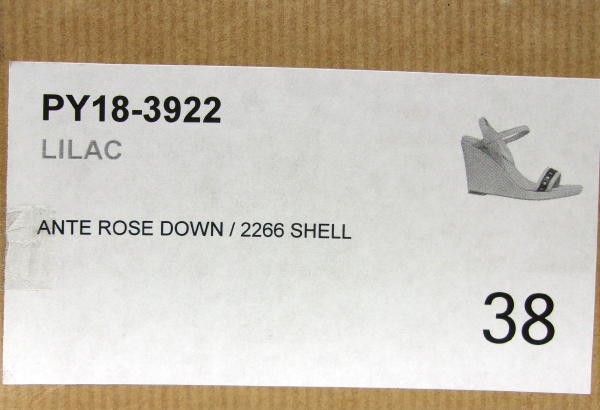 PY18-3922
LILAC
ANTE ROSE DOWN / 2266 SHELL
38